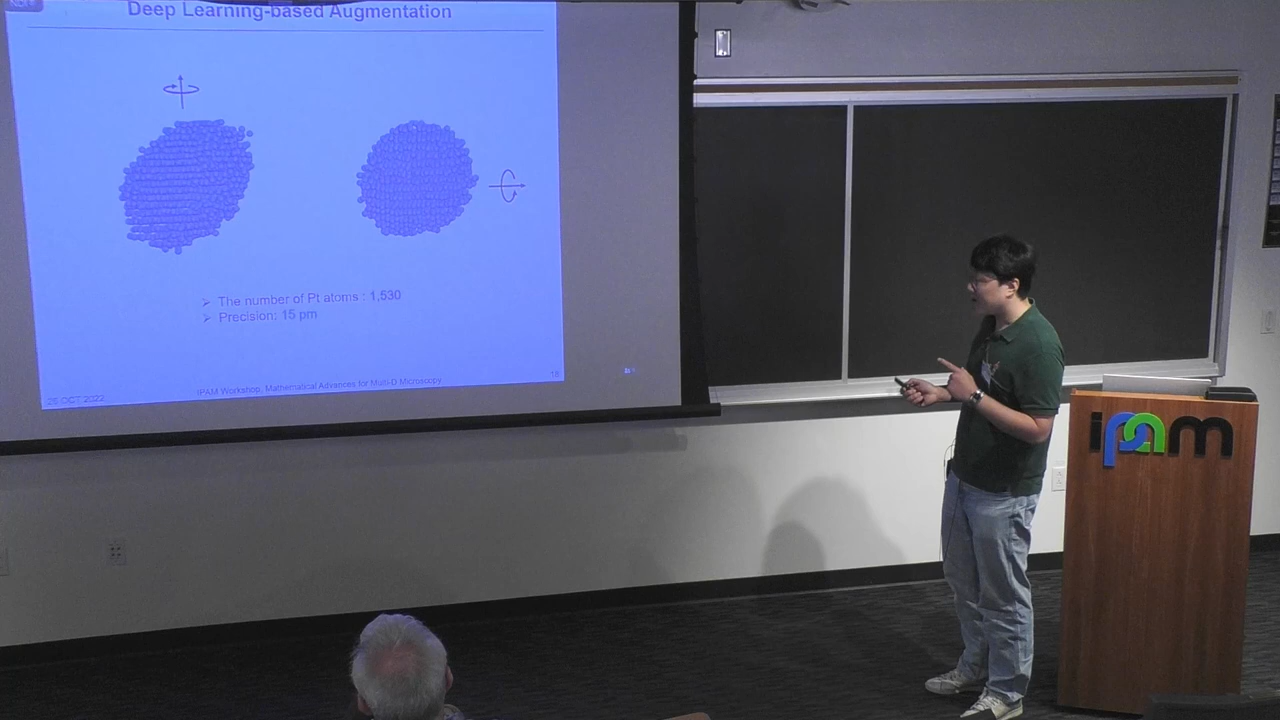 Deep Learning-based Augmentation
➢ The number of Pt atoms : 1,530
➢ Precision: 15 pm
25 OCT 2022
IPAM Workshop, Mathematical Advances for Multi-D Microscopy
18
ipam